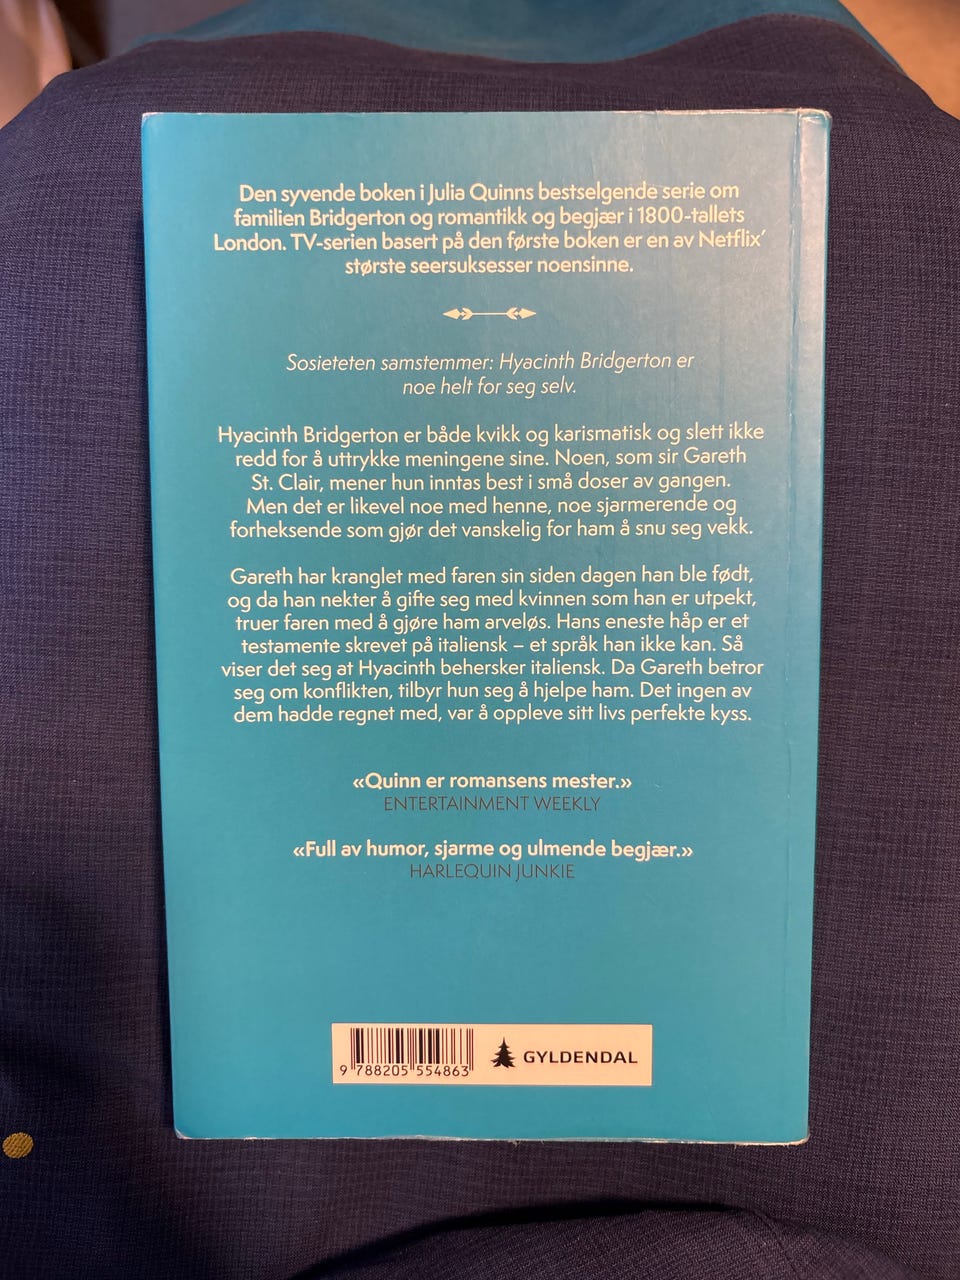 Den syvende boken i Julia Quinns bestselgende serie om
familien Bridgerton og romantikk og begjær i 1800-tallets
London. TV-serien basert på den første boken er en av Netflix’
største seersuksesser noensinne.
Sosieteten samstemmer: Hyacinth Bridgerton er
noe helt for seg selv.
Hyacinth Bridgerton er både kvikk og karismatisk og slett ikke
redd for å uttrykke meningene sine. Noen, som sir Gareth
St. Clair, mener hun inntas best i små doser av gangen.
Men det er likevel noe med henne, noe sjarmerende og
forheksende som gjør det vanskelig for ham å snu seg vekk.
Gareth har kranglet med faren sin siden dagen han ble født,
og da han nekter å gifte seg med kvinnen som han er utpekt,
truer faren med å gjøre ham arveløs. Hans eneste håp er et
testamente skrevet på italiensk – et språk han ikke kan. Så
viser det seg at Hyacinth behersker italiensk. Da Gareth betror
seg om konflikten, tilbyr hun seg å hjelpe ham. Det ingen av
dem hadde regnet med, var å oppleve sitt livs perfekte kyss.
«Quinn er romansens mester.»
ENTERTAINMENT WEEKLY
«Full av humor, sjarme og ulmende begjær.»
HARLEQUIN JUNKIE
GYLDENDAL
9 788205 554863